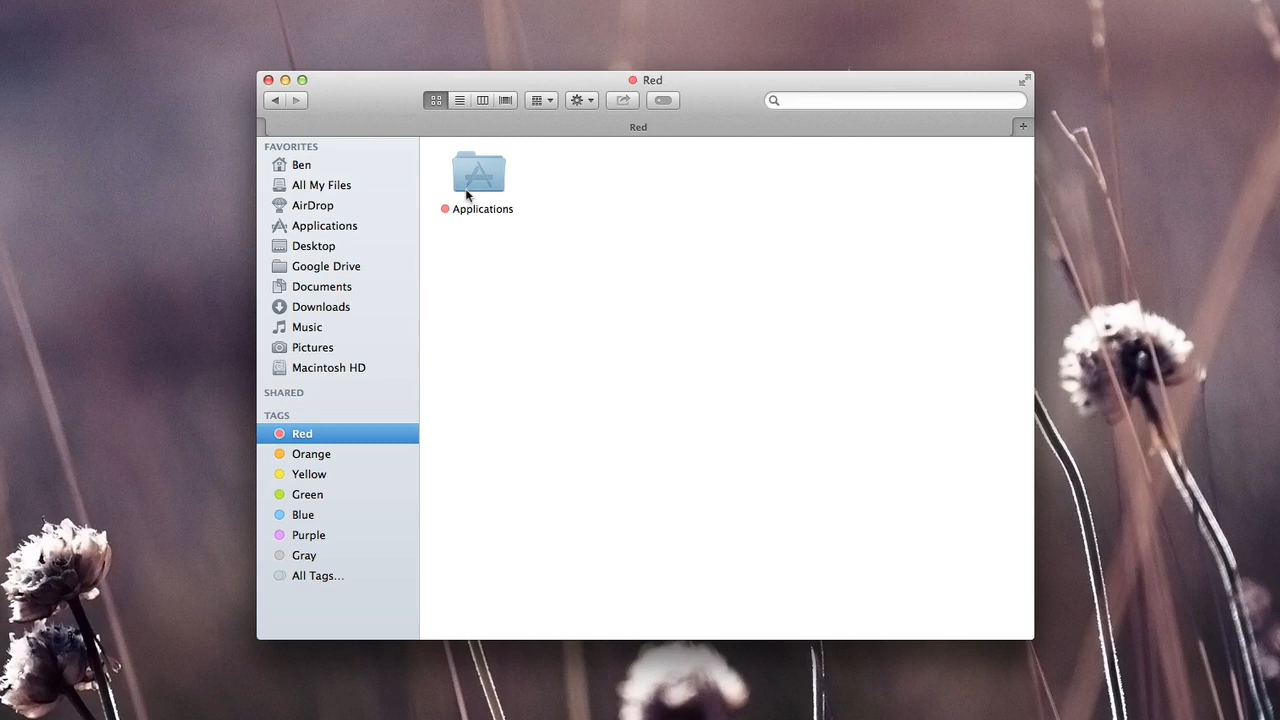 Red
Red
FAVORITES
Ben
All My Files
AirDrop
Applications
Desktop
Google Drive
Documents
Downloads
Music
Pictures
Macintosh HD
SHARED
TAGS
Red
Orange
Yellow
Green
Blue
Purple
Gray
All Tags...
Applications